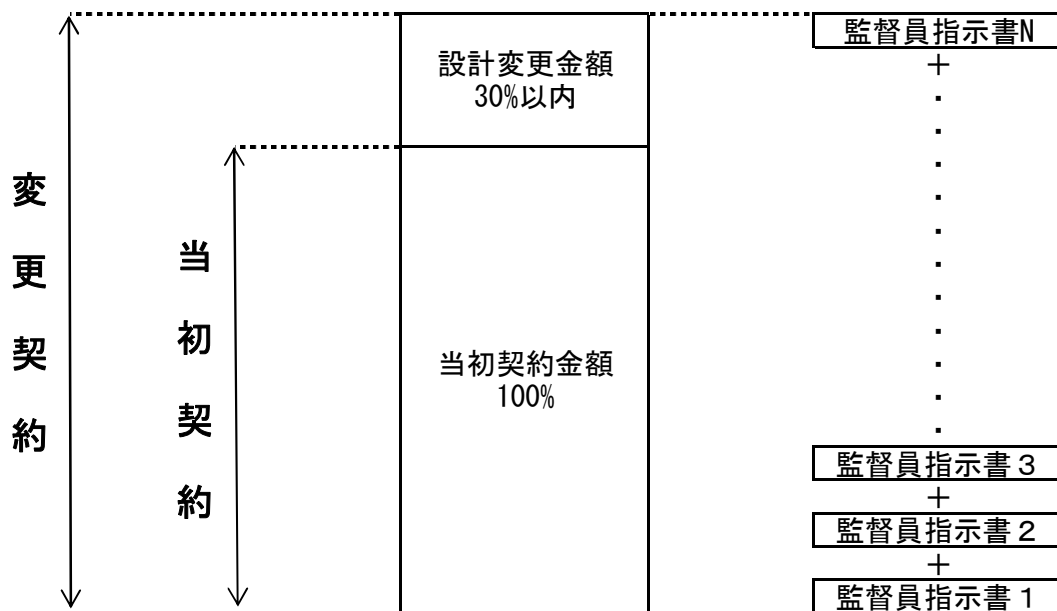 監督員指示書N
設計変更金額
30%以内
+
・
・
・
・
・
・
・
・
・
・
・
変更契約
当初契約
当初契約金額
100%
監督員指示書3
+
監督員指示書2
+
監督員指示書1